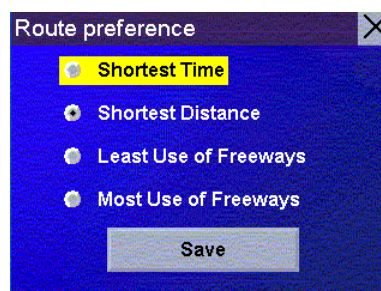 Route preference
Shortest Time
Shortest Distance
Least Use of Freeways
Most Use of Freeways
Save